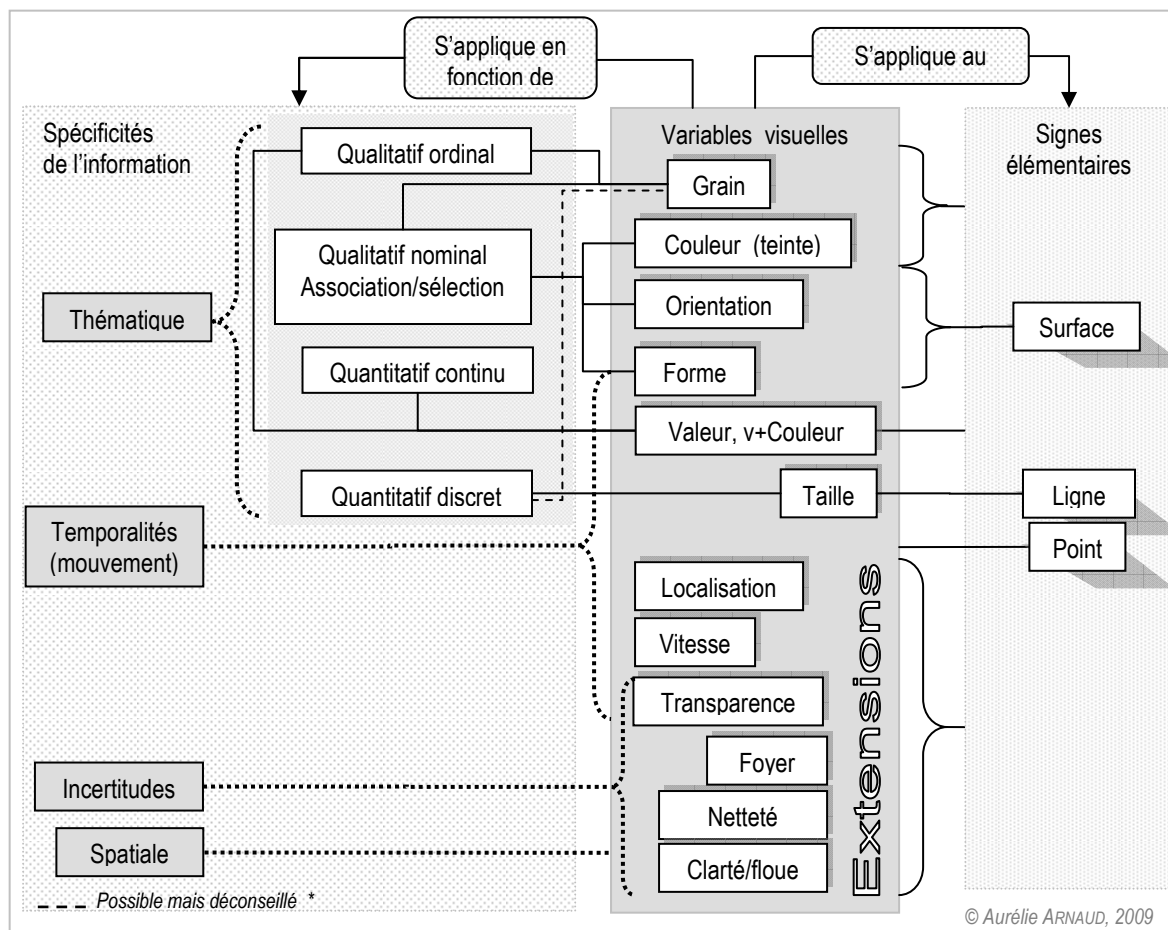 S'applique en
fonction de
S'applique au
Spécificités
de l'information
Qualitatif ordinal
Qualitatif nominal
Association/sélection
Thématique
Quantitatif continu
Quantitatif discret
Temporalités
(mouvement)
Incertitudes
Spatiale
Possible mais déconseillé *
Variables visuelles
Grain
Couleur (teinte)
Orientation
Forme
Valeur, v+Couleur
Taille
Localisation
Vitesse
Transparence
Foyer
Netteté
Clarté/floue
Extensions
Signes
élémentaires
Surface
Ligne
Point
© Aurélie ARNAUD, 2009